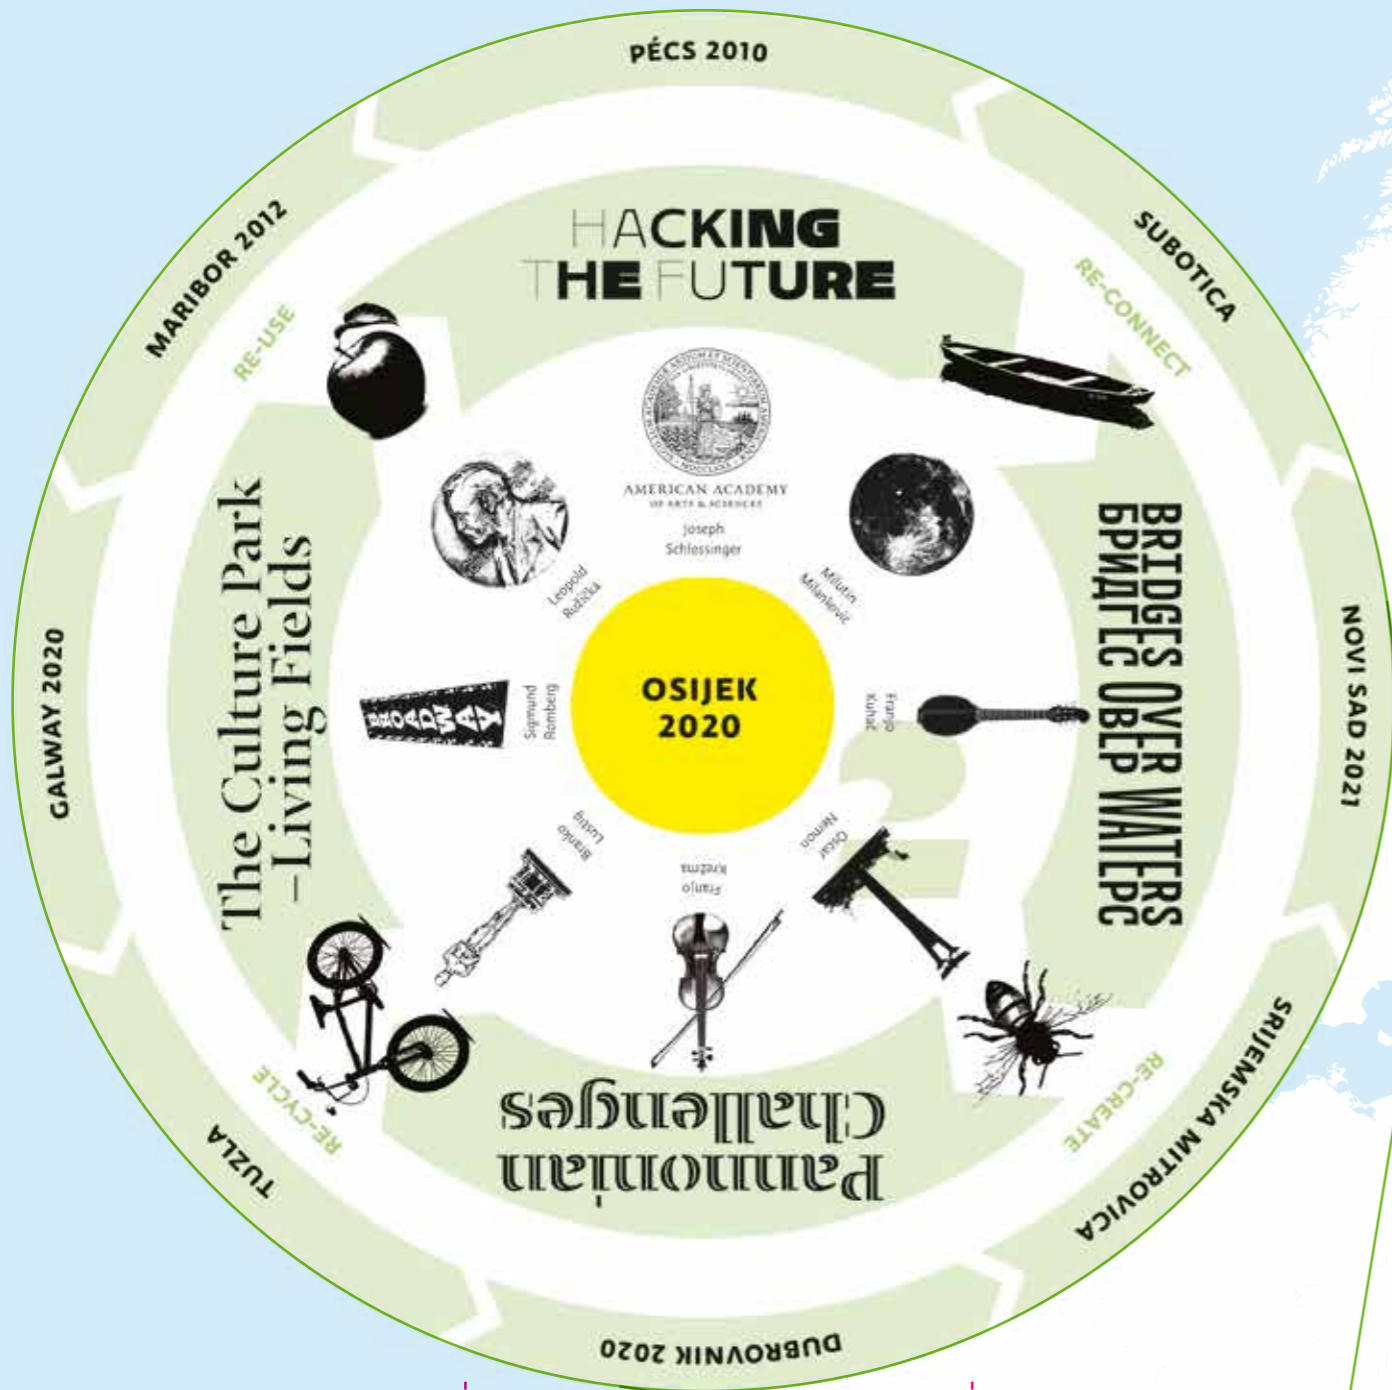 PÉCS 2010
SUBOTICA
NOVI SAD 2021
SRIJEMSKA MITROVICA
DUBROVNIK 2020
TUZLA
GALWAY 2020
MARIBOR 2012
RE-CONNECT
RE-CREATE
RE-CYCLE
RE-USE
HACKING
THE FUTURE
BRIDGES OVER WATERS
БРИДГЕС ОВЕР WАТЕРС
Pannonian
Challenges
The Culture Park
–Living Fields
AMERICAN ACADEMY
OF ARTS & SCIENCES
Joseph
Schlessinger
Milutin
Milanković
Franjo
Kuhač
Oscar
Nemon
Franjo
Krežma
Branko
Lustig
BROADWAY
Sigmund
Romberg
Leopold
Ružička
OSIJEK
2020